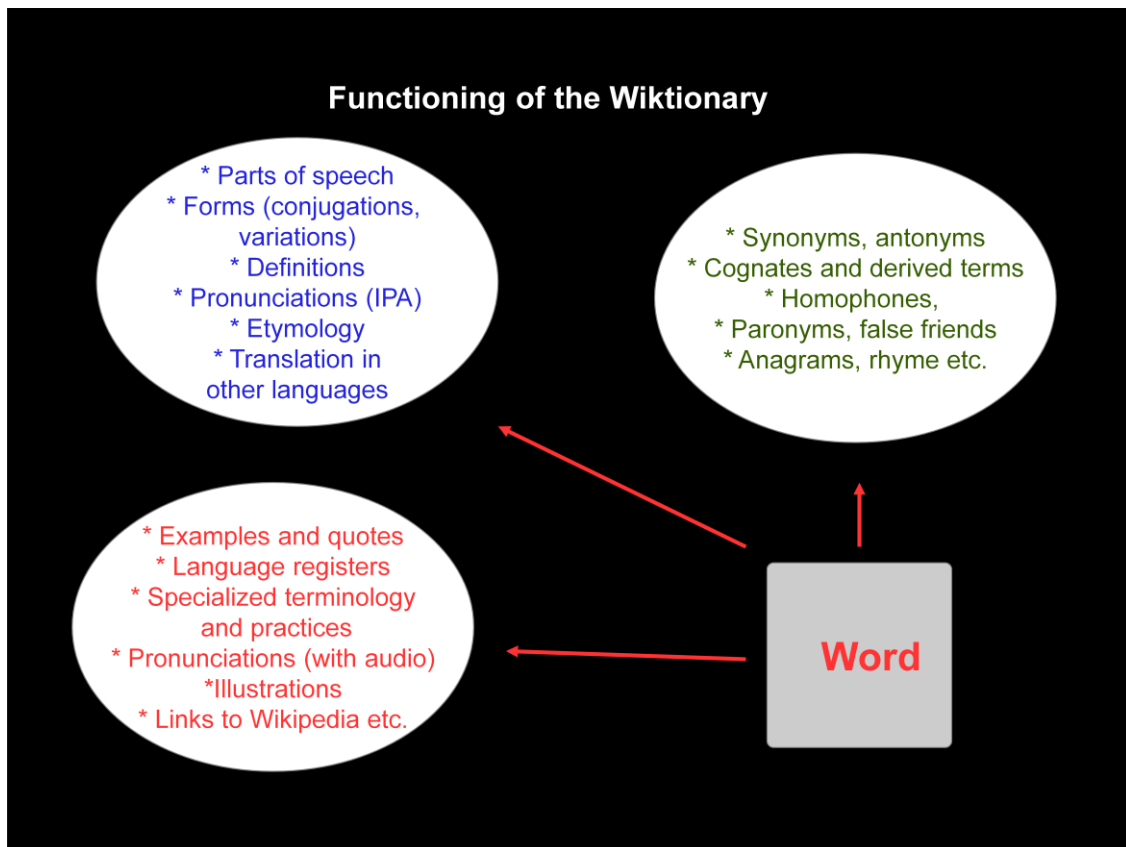 Functioning of the Wiktionary
* Parts of speech
* Forms (conjugations,
variations)
* Definitions
* Pronunciations (IPA)
* Etymology
* Translation in
other languages
* Synonyms, antonyms
* Cognates and derived terms
* Homophones,
* Paronyms, false friends
* Anagrams, rhyme etc.
* Examples and quotes
* Language registers
* Specialized terminology
and practices
* Pronunciations (with audio)
*Illustrations
* Links to Wikipedia etc.
Word